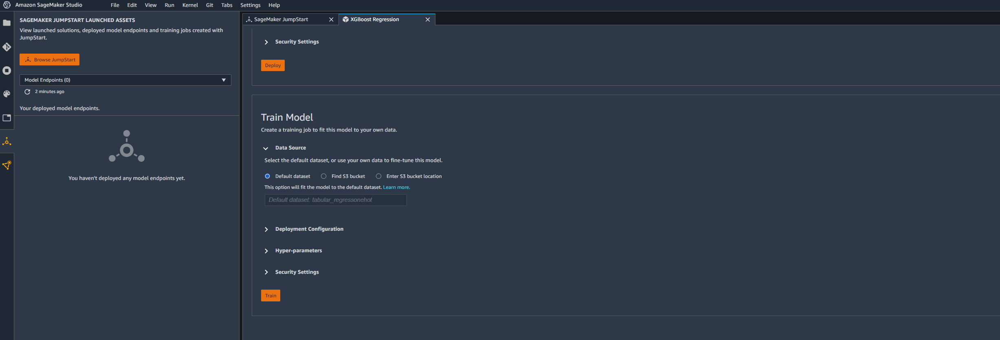 Amazon SageMaker Studio
File Edit View Run Kernel Git Tabs Settings Help
SAGEMAKER JUMPSTART LAUNCHED ASSETS
View launched solutions, deployed model endpoints and training jobs created with
JumpStart.
Browse JumpStart
Model Endpoints (0)
2 minutes ago
Your deployed model endpoints.
You haven't deployed any model endpoints yet.
SageMaker JumpStart
XGBoost Regression
Security Settings
Deploy
Train Model
Create a training job to fit this model to your own data.
Data Source
Select the default dataset, or use your own data to fine-tune this model.
Default dataset Find S3 bucket Enter S3 bucket location
This option will fit the model to the default dataset. Learn more.
Default dataset: tabular_regressonehot
Deployment Configuration
Hyper-parameters
Security Settings
Train